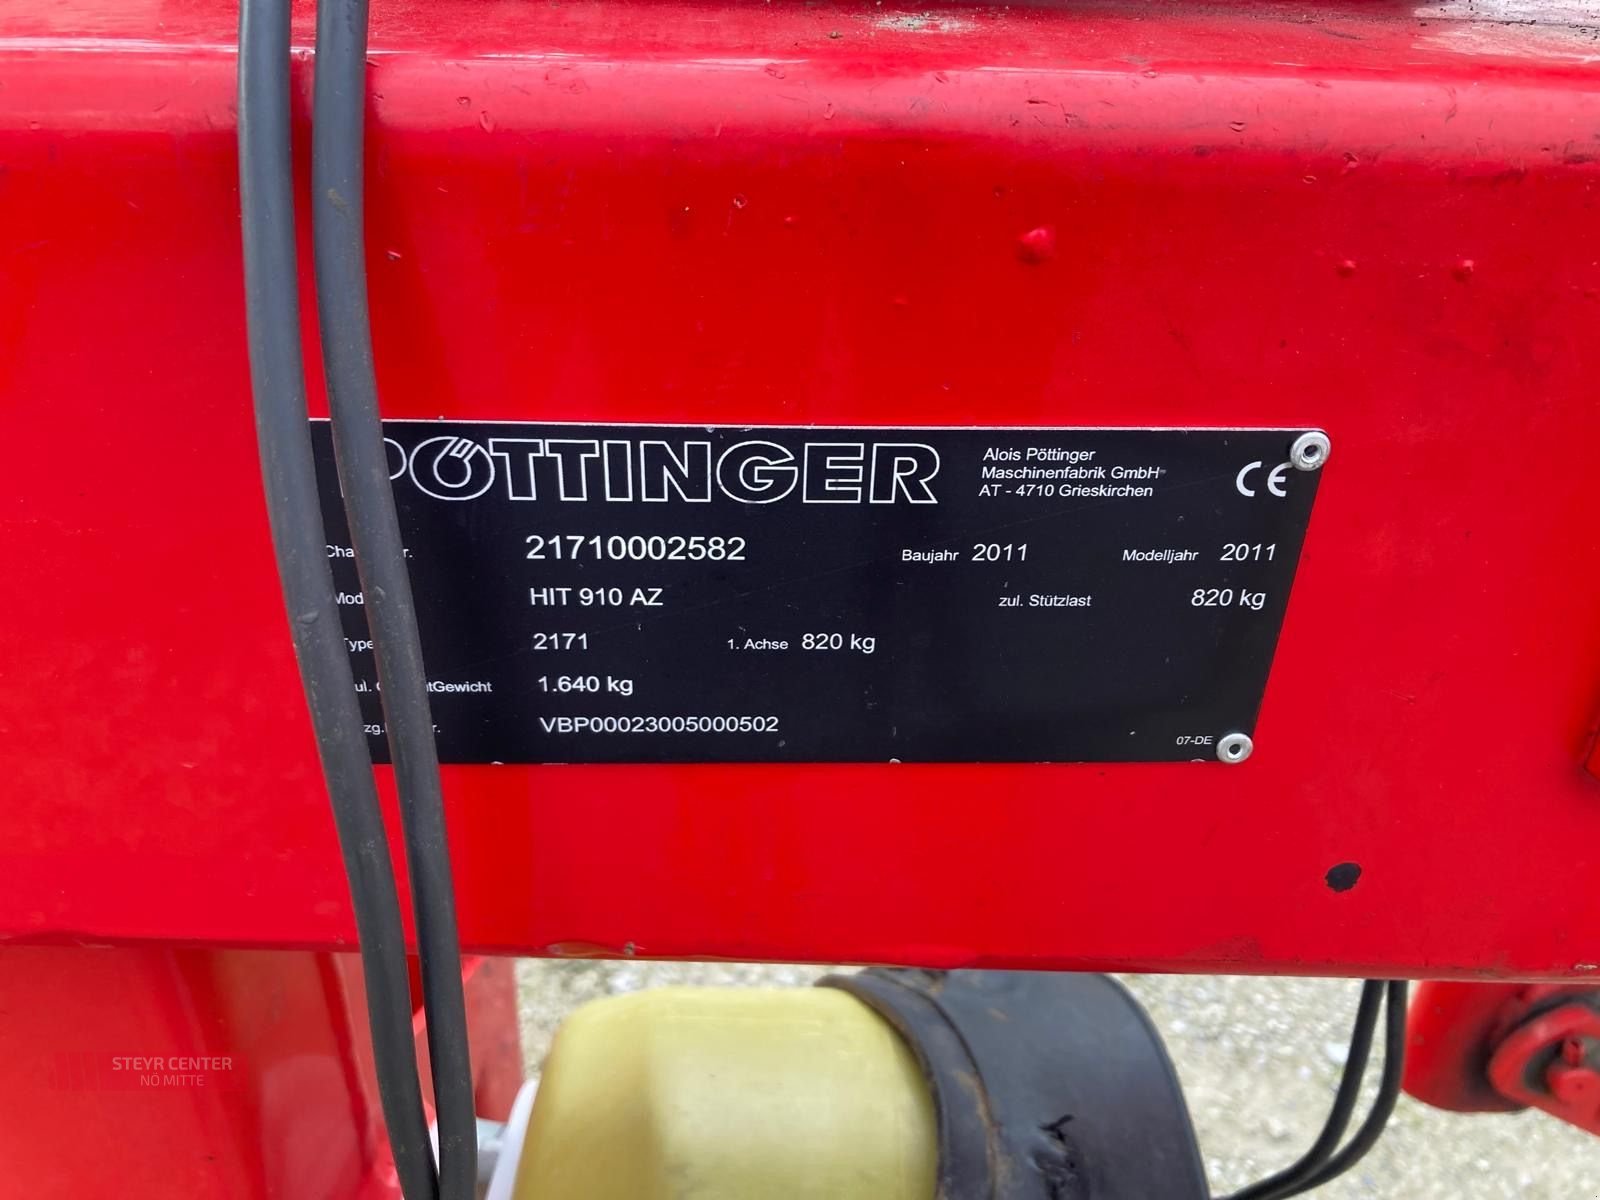 PÖTTINGER
Alois Pöttinger
Maschinenfabrik GmbH
AT - 4710 Grieskirchen
CE
21710002582
Baujahr 2011
Modelljahr 2011
HIT 910 AZ
zul. Stützlast 820 kg
Type 2171
1. Achse 820 kg
1.640 kg
VBP00023005000502
07-DE
STEYR CENTER
NÖ MITTE